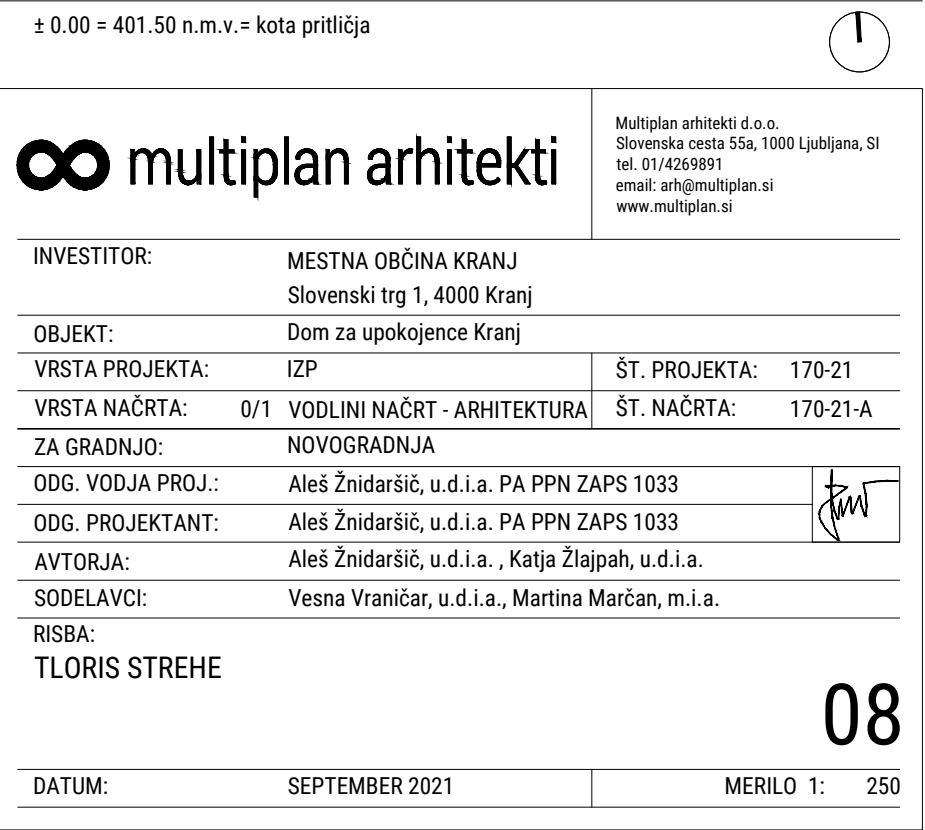 ± 0.00 = 401.50 n.m.v.= kota pritličja
multiplan arhitekti
Multiplan arhitekti d.o.o.
Slovenska cesta 55a, 1000 Ljubljana, SI
tel. 01/4269891
email: arh@multiplan.si
www.multiplan.si
INVESTITOR: MESTNA OBČINA KRANJ
Slovenski trg 1, 4000 Kranj
OBJEKT: Dom za upokojence Kranj
VRSTA PROJEKTA: IZP ŠT. PROJEKTA: 170-21
VRSTA NAČRTA: 0/1 VODLINI NAČRT - ARHITEKTURA ŠT. NAČRTA: 170-21-A
ZA GRADNJO: NOVOGRADNJA
ODG. VODJA PROJ.: Aleš Žnidaršič, u.d.i.a. PA PPN ZAPS 1033
ODG. PROJEKTANT: Aleš Žnidaršič, u.d.i.a. PA PPN ZAPS 1033
AVTORJA: Aleš Žnidaršič, u.d.i.a. , Katja Žlajpah, u.d.i.a.
SODELAVCI: Vesna Vraničar, u.d.i.a., Martina Marčan, m.i.a.
RISBA:
TLORIS STREHE
08
DATUM: SEPTEMBER 2021 MERILO 1: 250